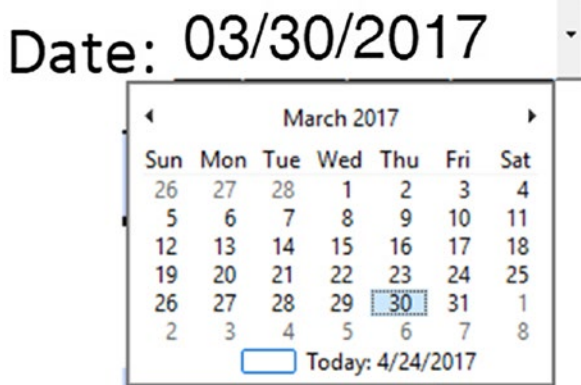 Date: 03/30/2017
March 2017
Sun Mon Tue Wed Thu Fri Sat
26 27 28 1 2 3 4
5 6 7 8 9 10 11
12 13 14 15 16 17 18
19 20 21 22 23 24 25
26 27 28 29 30 31 1
2 3 4 5 6 7 8
Today: 4/24/2017